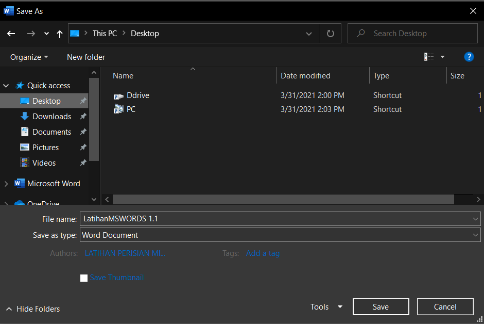 Save As
This PC > Desktop
Search Desktop
Organize
New folder
Name
Date modified
Type
Size
Quick access
Desktop
Downloads
Documents
Pictures
Videos
Microsoft Word
OneDrive
Ddrive 3/31/2021 2:00 PM Shortcut 1
PC 3/31/2021 2:03 PM Shortcut 1
File name: LatihanMSWORDS 1.1
Save as type: Word Document
Authors: LATIHAN PERISIAN MI...
Tags: Add a tag
Save Thumbnail
Hide Folders
Tools
Save
Cancel